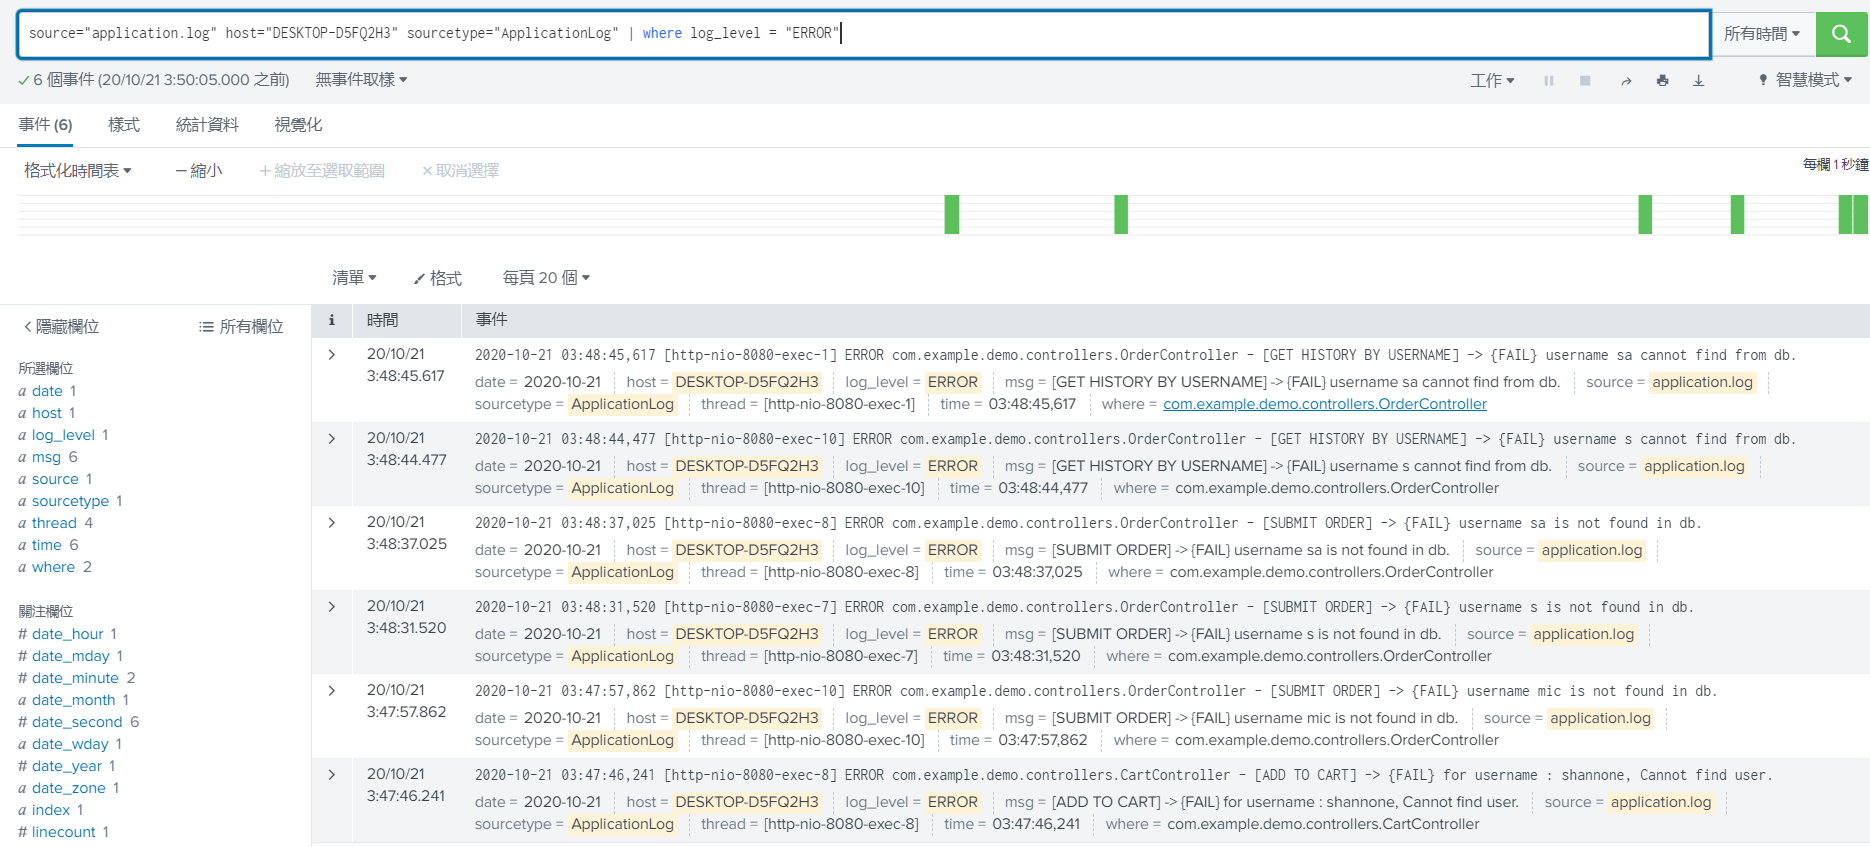 source="application.log" host="DESKTOP-D5FQ2H3" sourcetype="ApplicationLog" | where log_level = "ERROR"
所有時間
6 個事件 (20/10/21 3:50:05.000 之前) 無事件取樣
工作 智慧模式
事件 (6) 樣式 統計資料 視覺化
格式化時間表 — 縮小 + 縮放至選取範圍 × 取消選擇
每欄 1 秒鐘
清單 格式 每頁 20 個
隱藏欄位 所有欄位
i 時間 事件
所選欄位
a date 1
a host 1
a log_level 1
a msg 6
a source 1
a sourcetype 1
a thread 4
a time 6
a where 2
關注欄位
# date_hour 1
# date_mday 1
# date_minute 2
a date_month 1
# date_second 6
a date_wday 1
# date_year 1
a date_zone 1
a index 1
# linecount 1
20/10/21
3:48:45.617
2020-10-21 03:48:45,617 [http-nio-8080-exec-1] ERROR com.example.demo.controllers.OrderController - [GET HISTORY BY USERNAME] -> {FAIL} username sa cannot find from db.
date = 2020-10-21 host = DESKTOP-D5FQ2H3 log_level = ERROR msg = [GET HISTORY BY USERNAME] -> {FAIL} username sa cannot find from db. source = application.log
sourcetype = ApplicationLog thread = [http-nio-8080-exec-1] time = 03:48:45,617 where = com.example.demo.controllers.OrderController
20/10/21
3:48:44.477
2020-10-21 03:48:44,477 [http-nio-8080-exec-10] ERROR com.example.demo.controllers.OrderController - [GET HISTORY BY USERNAME] -> {FAIL} username s cannot find from db.
date = 2020-10-21 host = DESKTOP-D5FQ2H3 log_level = ERROR msg = [GET HISTORY BY USERNAME] -> {FAIL} username s cannot find from db. source = application.log
sourcetype = ApplicationLog thread = [http-nio-8080-exec-10] time = 03:48:44,477 where = com.example.demo.controllers.OrderController
20/10/21
3:48:37.025
2020-10-21 03:48:37,025 [http-nio-8080-exec-8] ERROR com.example.demo.controllers.OrderController - [SUBMIT ORDER] -> {FAIL} username sa is not found in db.
date = 2020-10-21 host = DESKTOP-D5FQ2H3 log_level = ERROR msg = [SUBMIT ORDER] -> {FAIL} username sa is not found in db. source = application.log
sourcetype = ApplicationLog thread = [http-nio-8080-exec-8] time = 03:48:37,025 where = com.example.demo.controllers.OrderController
20/10/21
3:48:31.520
2020-10-21 03:48:31,520 [http-nio-8080-exec-7] ERROR com.example.demo.controllers.OrderController - [SUBMIT ORDER] -> {FAIL} username s is not found in db.
date = 2020-10-21 host = DESKTOP-D5FQ2H3 log_level = ERROR msg = [SUBMIT ORDER] -> {FAIL} username s is not found in db. source = application.log
sourcetype = ApplicationLog thread = [http-nio-8080-exec-7] time = 03:48:31,520 where = com.example.demo.controllers.OrderController
20/10/21
3:47:57.862
2020-10-21 03:47:57,862 [http-nio-8080-exec-10] ERROR com.example.demo.controllers.OrderController - [SUBMIT ORDER] -> {FAIL} username mic is not found in db.
date = 2020-10-21 host = DESKTOP-D5FQ2H3 log_level = ERROR msg = [SUBMIT ORDER] -> {FAIL} username mic is not found in db. source = application.log
sourcetype = ApplicationLog thread = [http-nio-8080-exec-10] time = 03:47:57,862 where = com.example.demo.controllers.OrderController
20/10/21
3:47:46.241
2020-10-21 03:47:46,241 [http-nio-8080-exec-8] ERROR com.example.demo.controllers.CartController - [ADD TO CART] -> {FAIL} for username : shannone, Cannot find user.
date = 2020-10-21 host = DESKTOP-D5FQ2H3 log_level = ERROR msg = [ADD TO CART] -> {FAIL} for username : shannone, Cannot find user. source = application.log
sourcetype = ApplicationLog thread = [http-nio-8080-exec-8] time = 03:47:46,241 where = com.example.demo.controllers.CartController